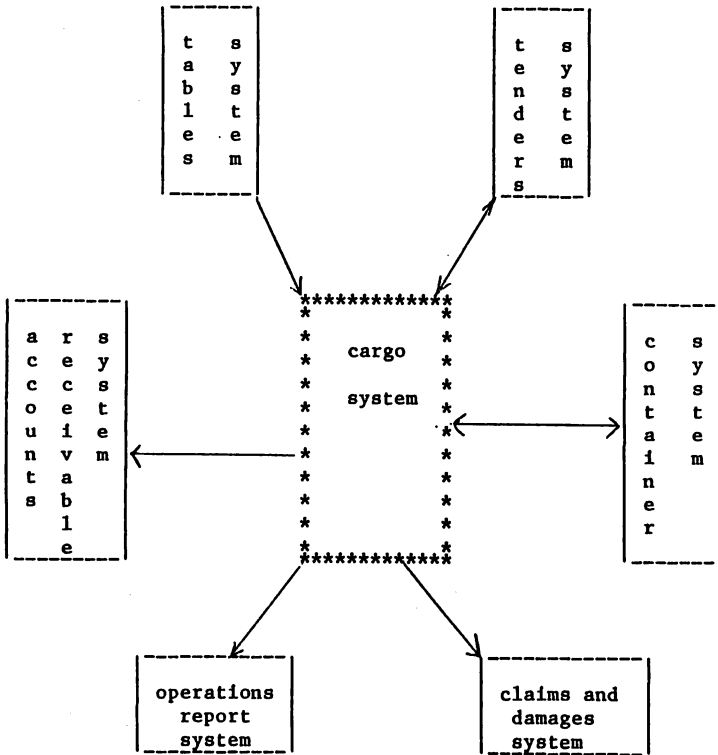 tables system
tenders system
cargo
system
accounts receivable system
container system
operations
report
system
claims and
damages
system